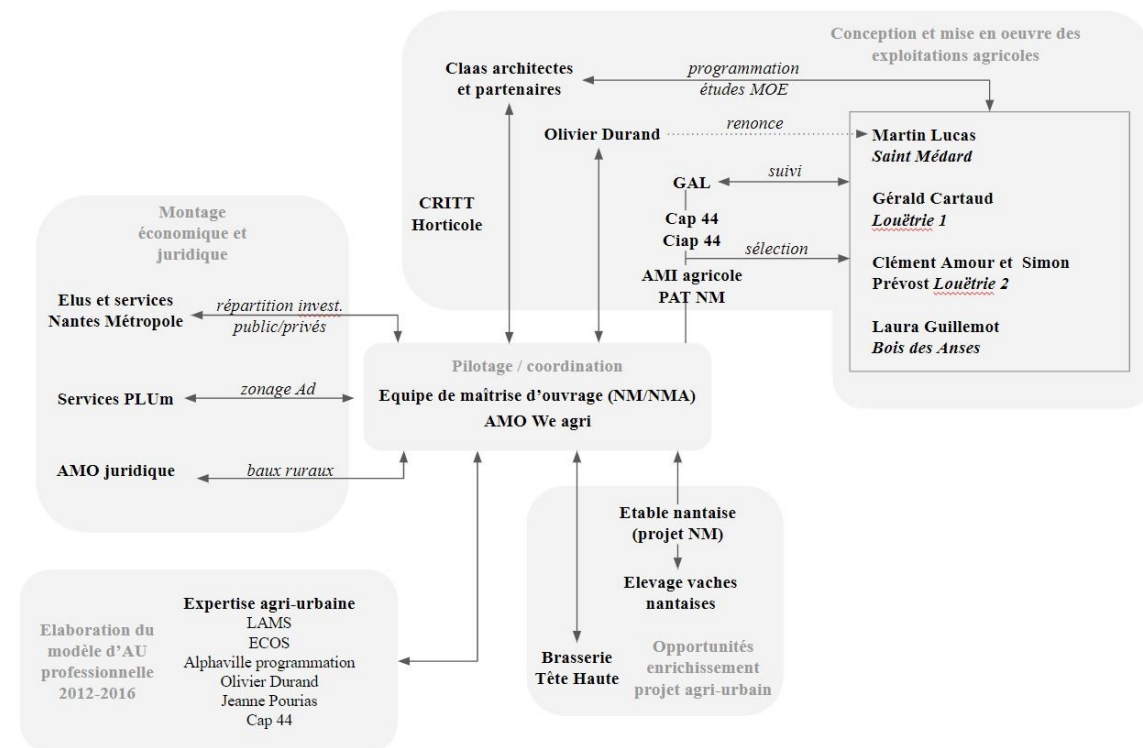 Conception et mise en oeuvre des
exploitations agricoles
Claas architectes
et partenaires
programmation
études MOE
Olivier Durand
renonce
Martin Lucas
Saint Médard
GAL
suivi
CRITT
Horticole
Gérald Cartaud
Louëtrie 1
Cap 44
Ciap 44
sélection
Clément Amour et Simon
Prévost Louëtrie 2
AMI agricole
PAT NM
Laura Guillemot
Bois des Anses
Montage
économique et
juridique
Elus et services
Nantes Métropole
répartition invest.
public/privés
Services PLUm
zonage Ad
AMO juridique
baux ruraux
Pilotage / coordination
Equipe de maîtrise d’ouvrage (NM/NMA)
AMO We agri
Etable nantaise
(projet NM)
Elevage vaches
nantaises
Brasserie
Tête Haute
Opportunités
enrichissement
projet agri-urbain
Elaboration du
modèle d’AU
professionnelle
2012-2016
Expertise agri-urbaine
LAMS
ECOS
Alphaville programmation
Olivier Durand
Jeanne Pourias
Cap 44